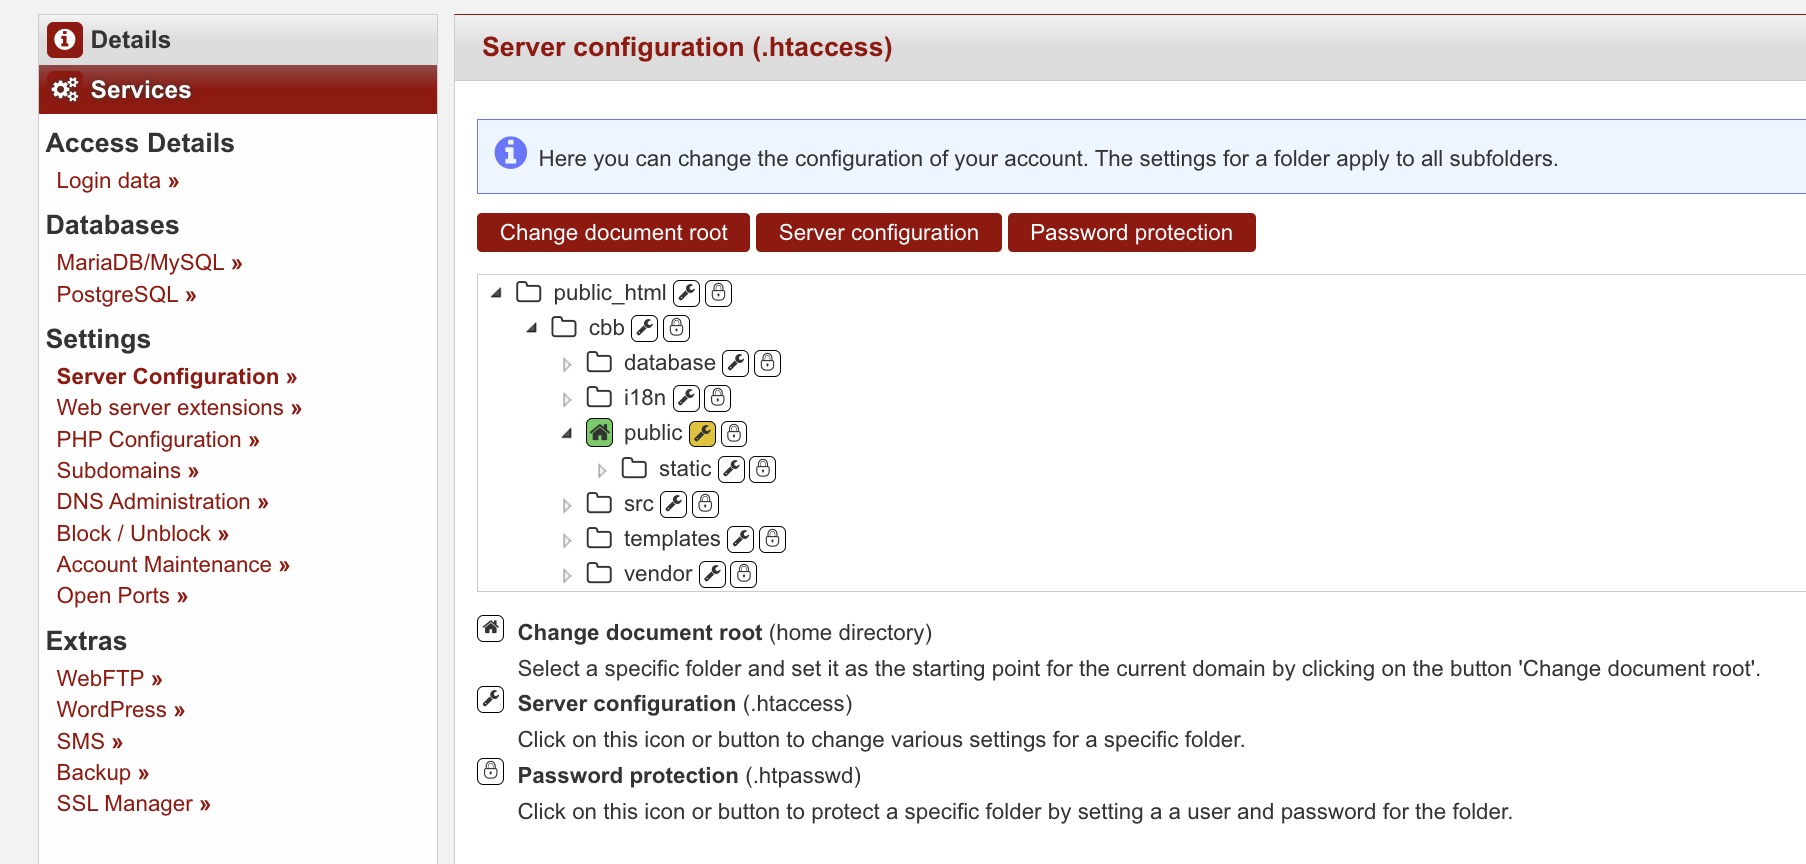 Details
Services
Access Details
Login data »
Databases
MariaDB/MySQL »
PostgreSQL »
Settings
Server Configuration »
Web server extensions »
PHP Configuration »
Subdomains »
DNS Administration »
Block / Unblock »
Account Maintenance »
Open Ports »
Extras
WebFTP »
WordPress »
SMS »
Backup »
SSL Manager »
Server configuration (.htaccess)
Here you can change the configuration of your account. The settings for a folder apply to all subfolders.
Change document root Server configuration Password protection
public_html
cbb
database
i18n
public
static
src
templates
vendor
Change document root (home directory)
Select a specific folder and set it as the starting point for the current domain by clicking on the button 'Change document root'.
Server configuration (.htaccess)
Click on this icon or button to change various settings for a specific folder.
Password protection (.htpasswd)
Click on this icon or button to protect a specific folder by setting a a user and password for the folder.